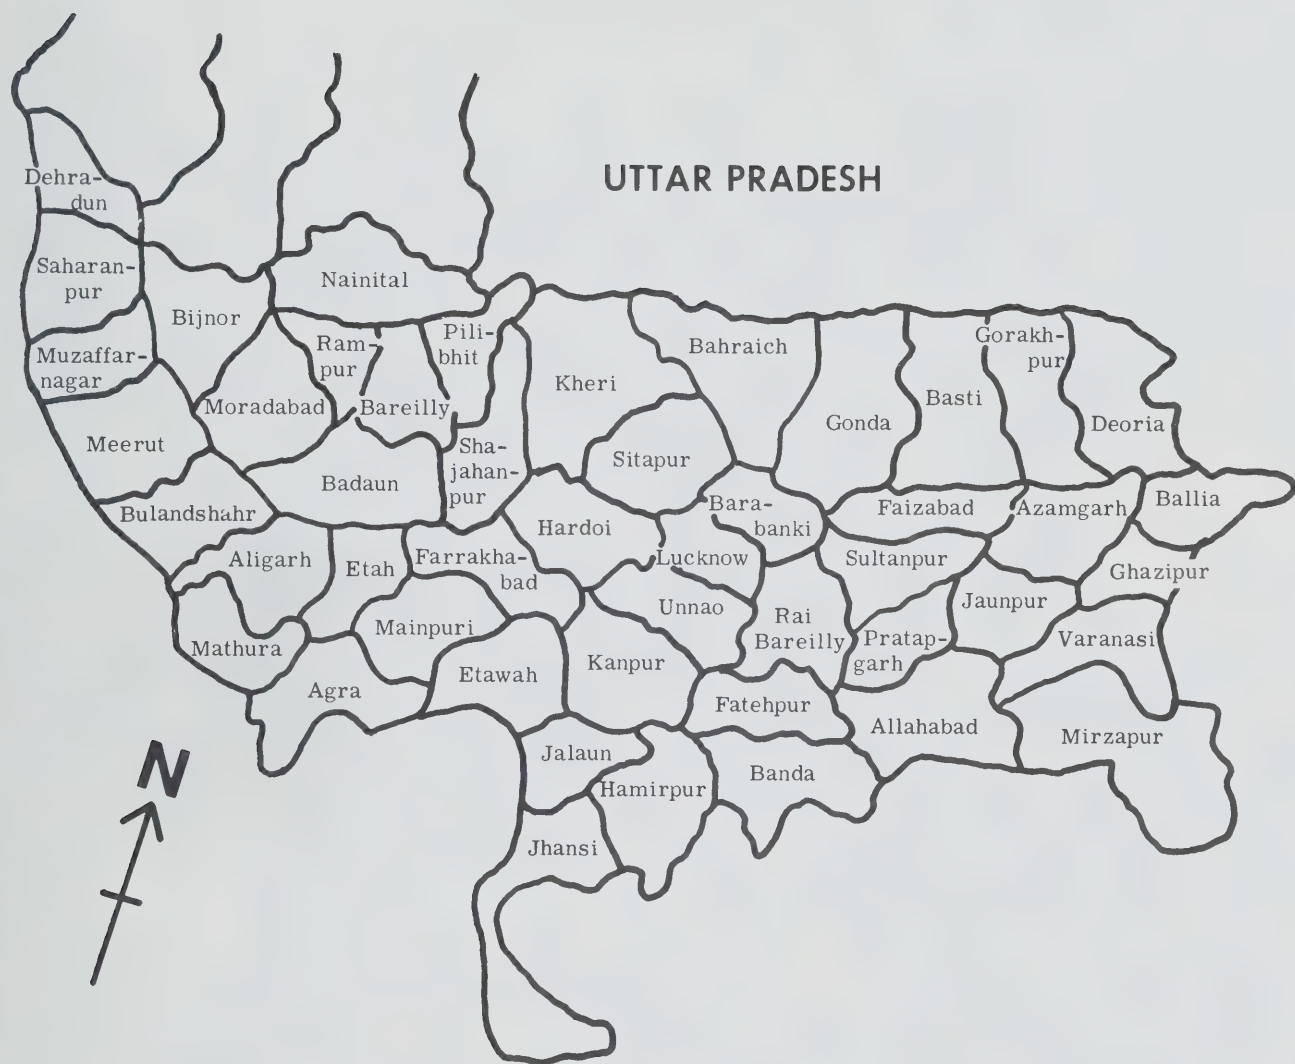 UTTAR PRADESH
Dehra-
dun
Saharan-
pur
Nainital
Bijnor
Muzaffar-
nagar
Ram-
pur
Pili-
bhit
Bahraich
Gorakh-
pur
Kheri
Moradabad
Bareilly
Basti
Gonda
Deoria
Meerut
Sha-
jahan-
pur
Sitapur
Badaun
Bulandshahr
Hardoi
Bara-
banki
Faizabad
Azamgarh
Ballia
Aligarh
Etah
Farrakha-
bad
Lucknow
Sultanpur
Ghazipur
Mathura
Mainpuri
Unnao
Rai
Bareilly
Pratap-
garh
Jaunpur
Varanasi
Agra
Etawah
Kanpur
Fatehpur
Allahabad
Mirzapur
Jalaun
Hamirpur
Banda
Jhansi
N